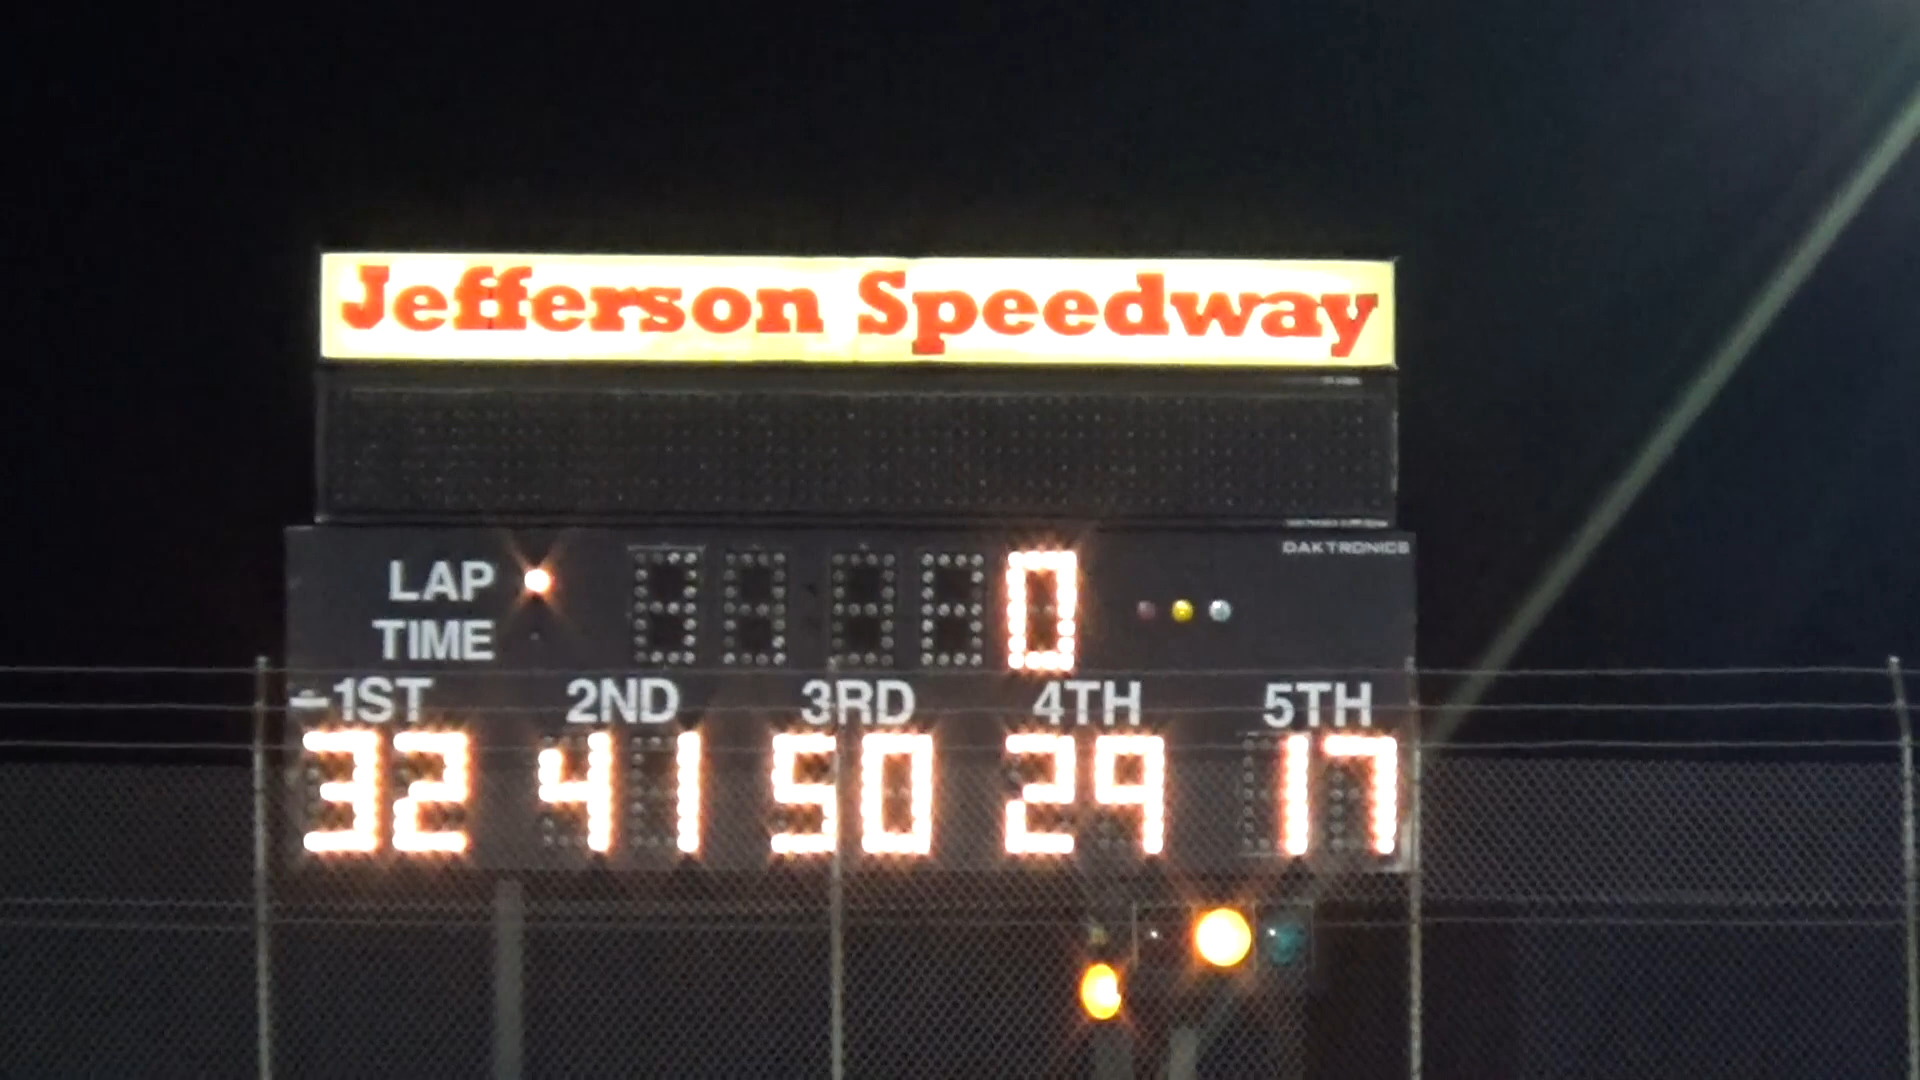 Jefferson Speedway
DAKTRONICS
LAP 0
TIME
1ST 2ND 3RD 4TH 5TH
32 41 50 29 17